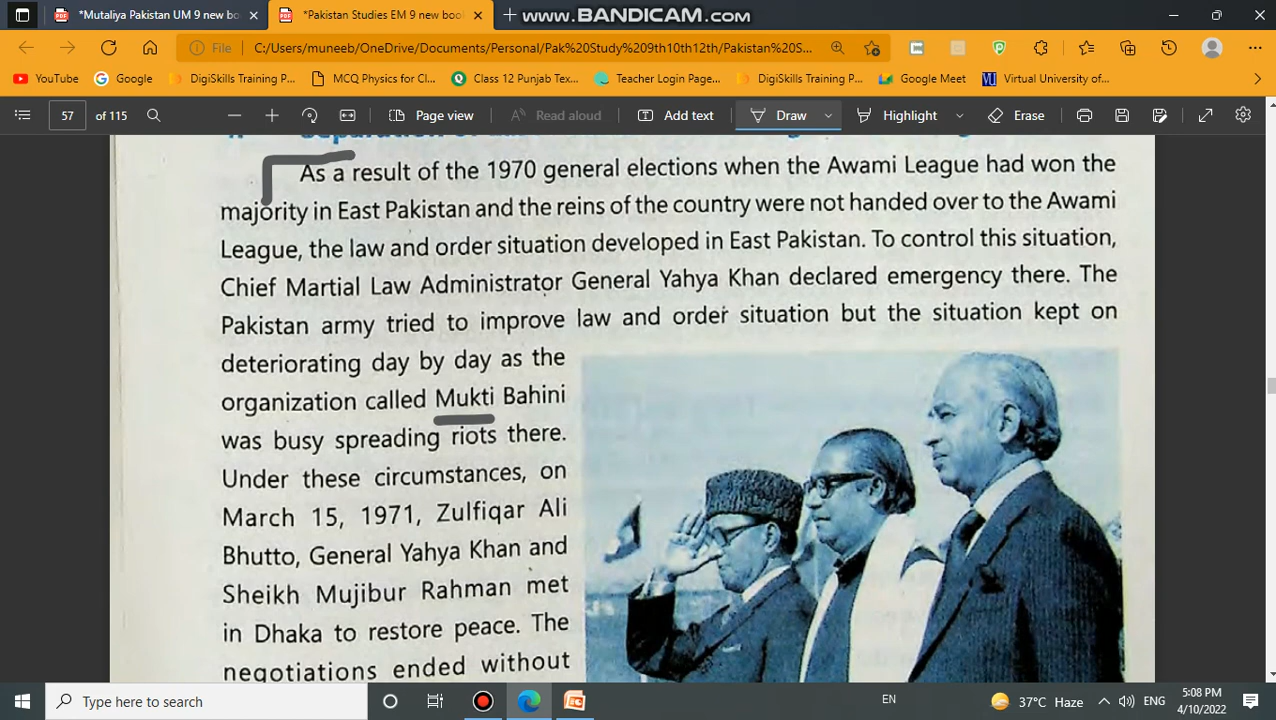 *Mutaliya Pakistan UM 9 new bo
*Pakistan Studies EM 9 new book
www.BANDICAM.com
File
C:/Users/muneeb/OneDrive/Documents/Personal/Pak%20Study%209th10th12th/Pakistan%20S...
YouTube
Google
DigiSkills Training P...
MCQ Physics for Cl...
Class 12 Punjab Tex...
Teacher Login Page...
DigiSkills Training P...
Google Meet
Virtual University of...
57 of 115
Page view
Read aloud
Add text
Draw
Highlight
Erase
As a result of the 1970 general elections when the Awami League had won the
majority in East Pakistan and the reins of the country were not handed over to the Awami
League, the law and order situation developed in East Pakistan. To control this situation,
Chief Martial Law Administrator General Yahya Khan declared emergency there. The
Pakistan army tried to improve law and order situation but the situation kept on
deteriorating day by day as the
organization called Mukti Bahini
was busy spreading riots there.
Under these circumstances, on
March 15, 1971, Zulfiqar Ali
Bhutto, General Yahya Khan and
Sheikh Mujibur Rahman met
in Dhaka to restore peace. The
negotiations ended without
Type here to search
EN
37°C Haze
ENG
5:08 PM
4/10/2022